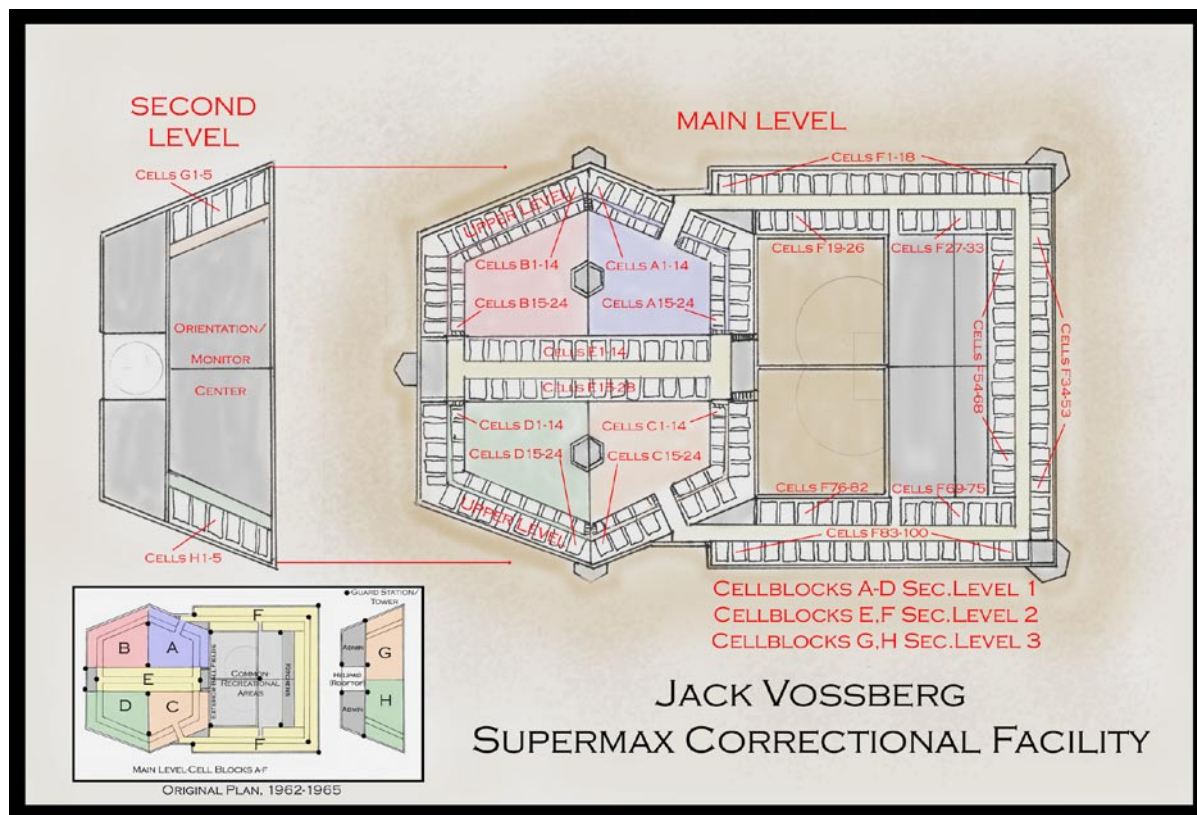 SECOND
LEVEL
MAIN LEVEL
CELLS G1-5
CELLS F1-18
UPPER LEVEL
CELLS F19-26
CELLS F27-33
CELLS B1-14
CELLS A1-14
CELLS B15-24
CELLS A15-24
ORIENTATION/
MONITOR
CENTER
CELLS E1-14
CELLS E15-28
CELLS F54-68
CELLS F34-53
CELLS D1-14
CELLS C1-14
CELLS D15-24
CELLS C15-24
UPPER LEVEL
CELLS F76-82
CELLS F69-75
CELLS F83-100
CELLS H1-5
CELLBLOCKS A-D SEC.LEVEL 1
CELLBLOCKS E,F SEC.LEVEL 2
CELLBLOCKS G,H SEC.LEVEL 3
JACK VOSSBERG
SUPERMAX CORRECTIONAL FACILITY
GUARD STATION/
TOWER
F
B
A
E
D
C
F
COMMON
RECREATIONAL
AREAS
ADMIN
HELIPAD
(ROOFTOP)
ADMIN
G
H
MAIN LEVEL-CELL BLOCKS A-F
ORIGINAL PLAN, 1962-1965